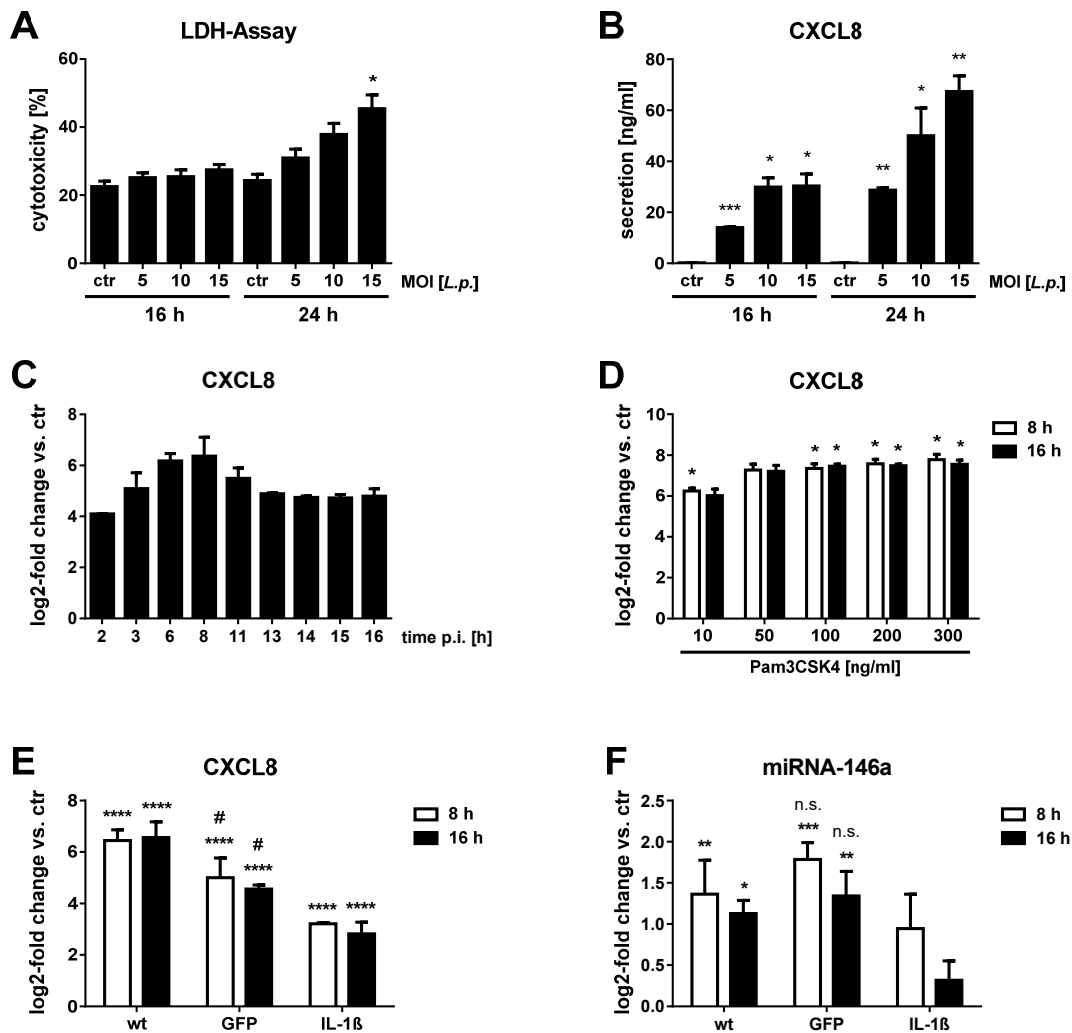 A
LDH-Assay
cytotoxicity [%]
60
40
20
0
*
ctr 5 10 15 ctr 5 10 15 MOI [L.p.]
16 h 24 h
B
CXCL8
secretion [ng/ml]
80
60
40
20
0
*** * * ** * **
ctr 5 10 15 ctr 5 10 15 MOI [L.p.]
16 h 24 h
C
CXCL8
log2-fold change vs. ctr
8
6
4
2
0
2 3 6 8 11 13 14 15 16 time p.i. [h]
D
CXCL8
log2-fold change vs. ctr
10
8
6
4
2
0
* * * * * * *
8 h
16 h
10 50 100 200 300
Pam3CSK4 [ng/ml]
E
CXCL8
log2-fold change vs. ctr
8
6
4
2
0
# #
**** **** **** **** **** ****
8 h
16 h
wt GFP IL-1ß
F
miRNA-146a
log2-fold change vs. ctr
2.5
2.0
1.5
1.0
0.5
0.0
n.s. n.s.
** * *** **
8 h
16 h
wt GFP IL-1ß